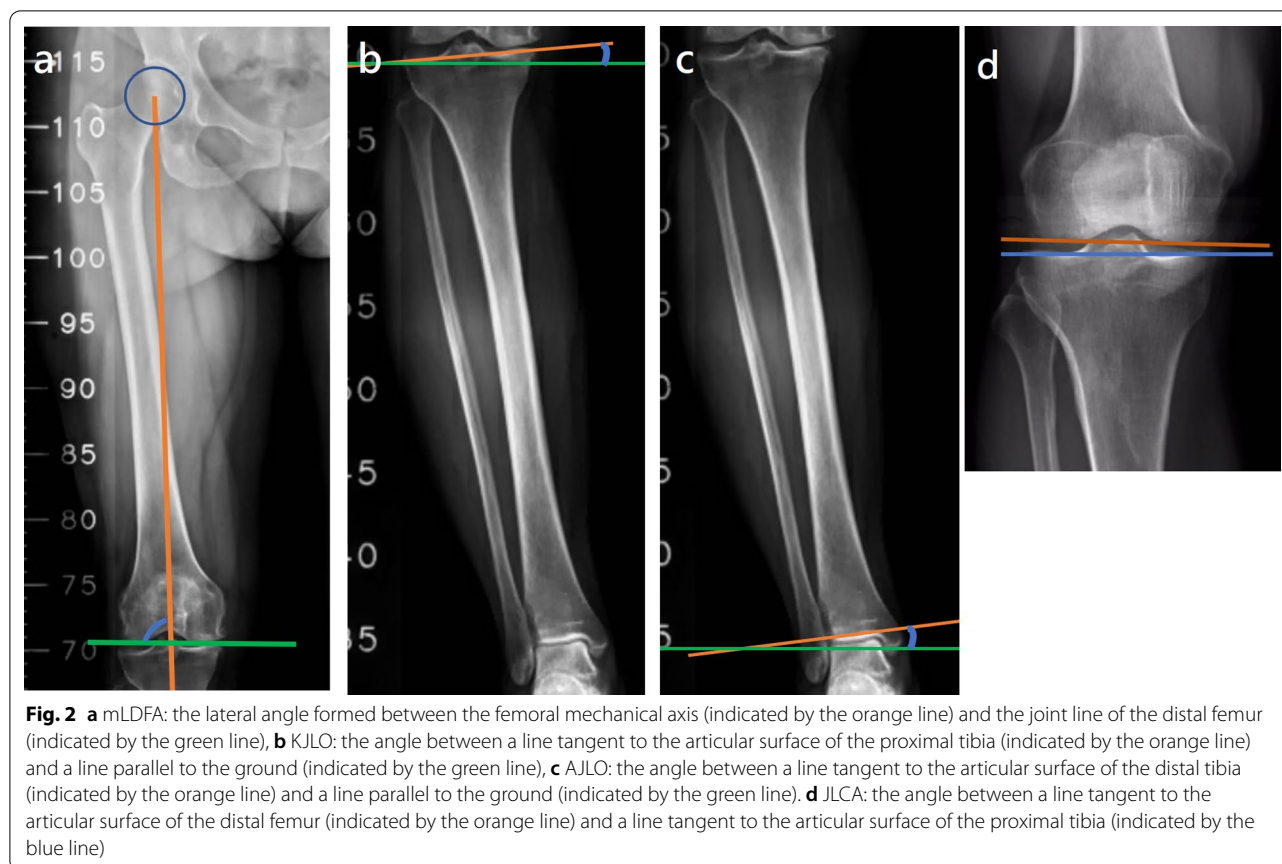 a
115
110
105
100
95
90
85
80
75
70
b
35
c
5
0
5
d
Fig. 2 a mLDFA: the lateral angle formed between the femoral mechanical axis (indicated by the orange line) and the joint line of the distal femur
(indicated by the green line), b KJLO: the angle between a line tangent to the articular surface of the proximal tibia (indicated by the orange line)
and a line parallel to the ground (indicated by the green line), c AJLO: the angle between a line tangent to the articular surface of the distal tibia
(indicated by the orange line) and a line parallel to the ground (indicated by the green line). d JLCA: the angle between a line tangent to the
articular surface of the distal femur (indicated by the orange line) and a line tangent to the articular surface of the proximal tibia (indicated by the
blue line)